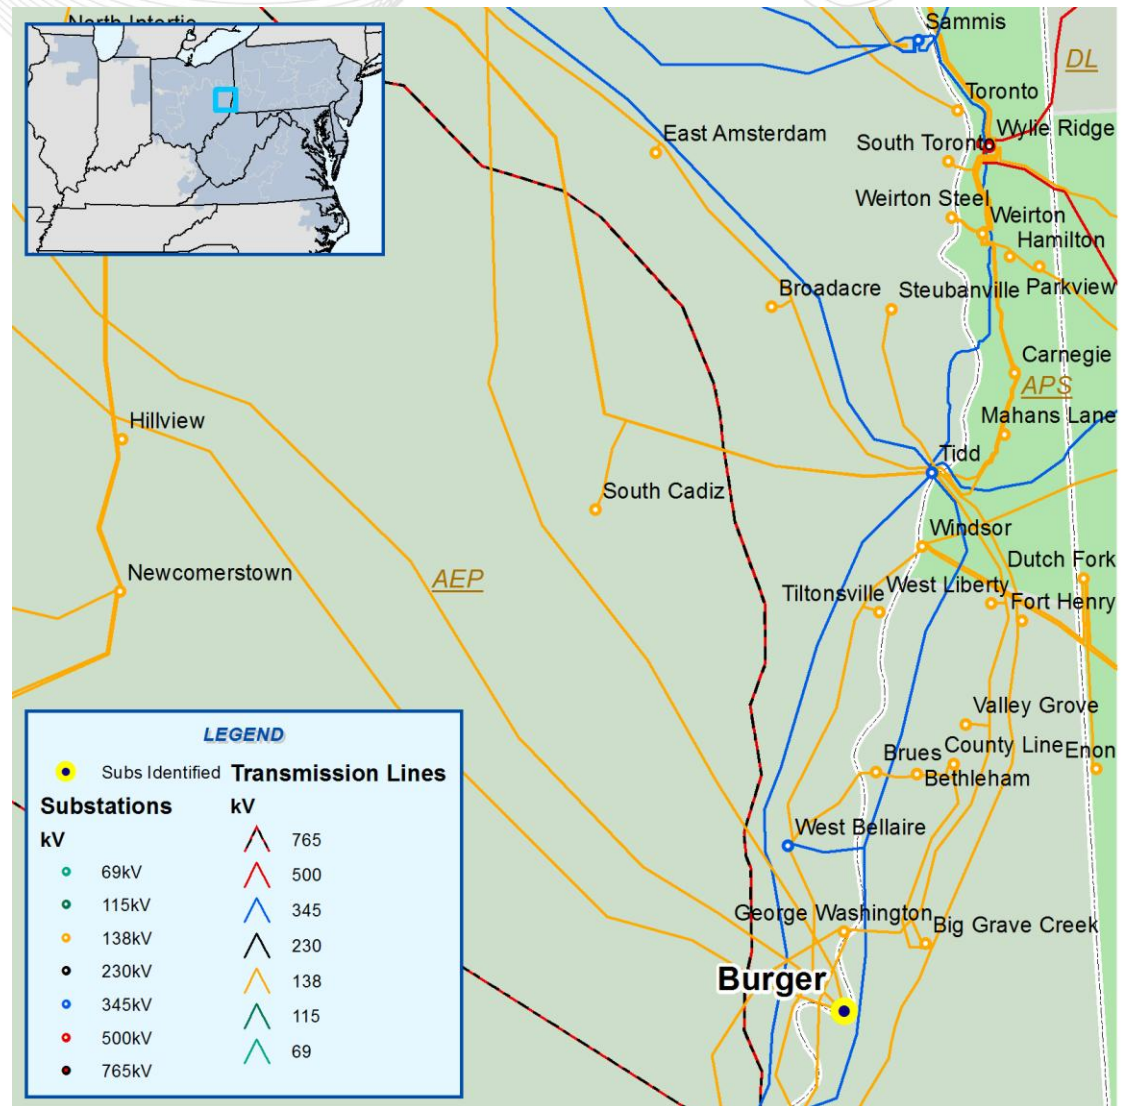 North Intertie
Sammis
DL
Toronto
Wylie Ridge
East Amsterdam
South Toronto
Weirton Steel
Weirton
Hamilton
Broadacre
Steubanville
Parkview
Carnegie
APS
Hillview
Mahans Lane
Tidd
South Cadiz
Windsor
Newcomerstown
AEP
Dutch Fork
Tiltonsville
West Liberty
Fort Henry
Valley Grove
Brues
County Line
Enon
Bethleham
West Bellaire
George Washington
Big Grave Creek
Burger
LEGEND
Subs Identified
Transmission Lines
Substations
kV
kV
765
69kV
500
115kV
345
138kV
230
230kV
138
345kV
115
500kV
69
765kV